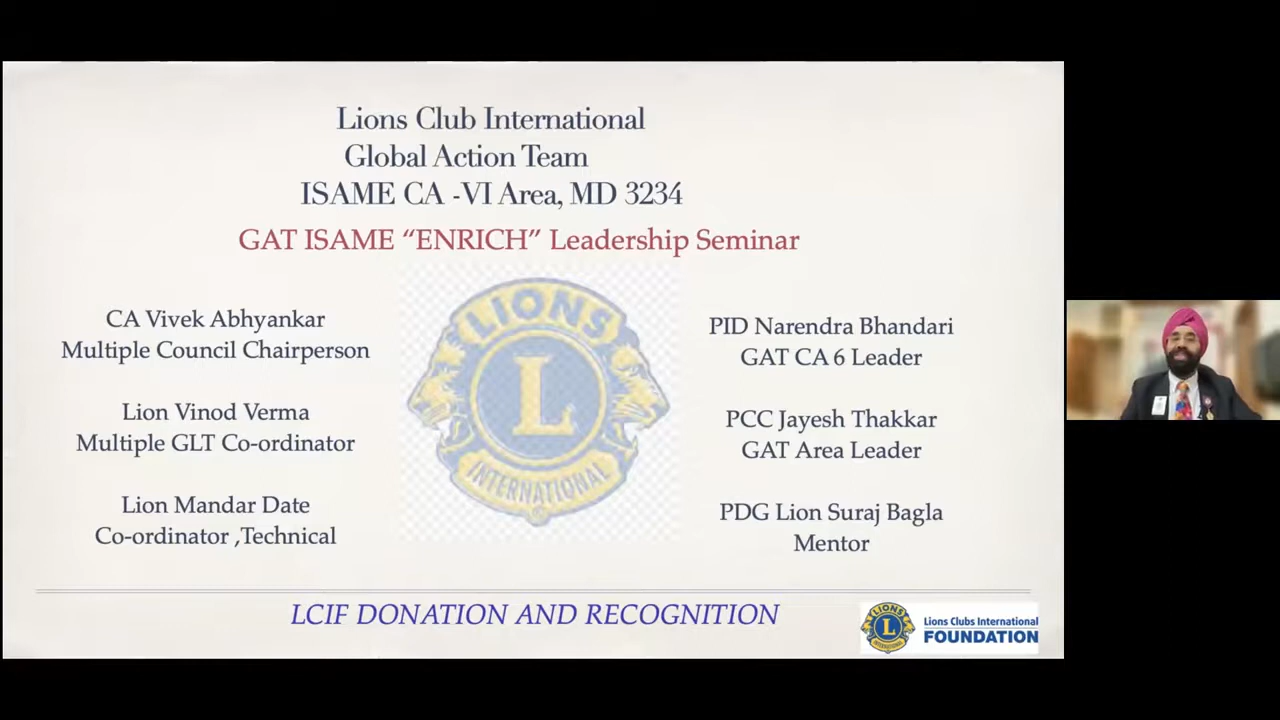 Lions Club International
Global Action Team
ISAME CA -VI Area, MD 3234
GAT ISAME “ENRICH” Leadership Seminar
CA Vivek Abhyankar
Multiple Council Chairperson
Lion Vinod Verma
Multiple GLT Co-ordinator
Lion Mandar Date
Co-ordinator ,Technical
LIONS
L
INTERNATIONAL
PID Narendra Bhandari
GAT CA 6 Leader
PCC Jayesh Thakkar
GAT Area Leader
PDG Lion Suraj Bagla
Mentor
LCIF DONATION AND RECOGNITION
LIONS
L
INTERNATIONAL
Lions Clubs International
FOUNDATION